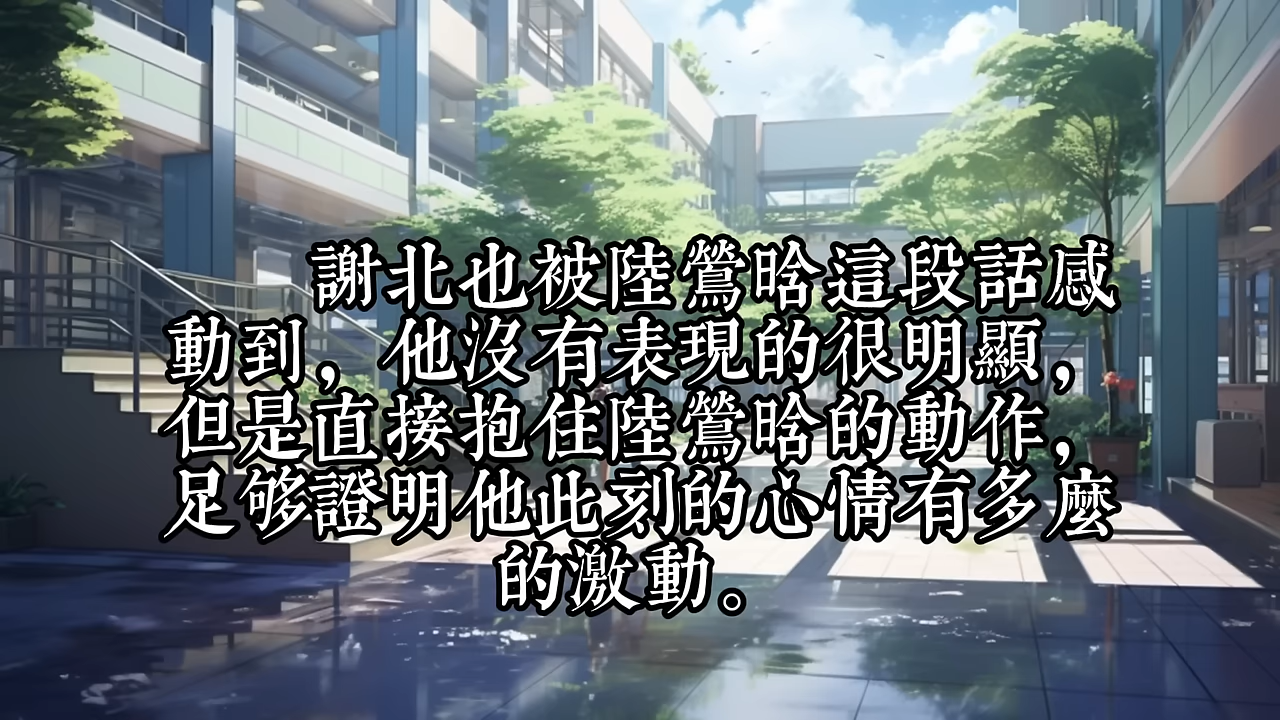 謝北也被陸鶯晗這段話感
動到，他沒有表現的很明顯，
但是直接抱住陸鶯晗的動作，
足够證明他此刻的心情有多麼
的激動。